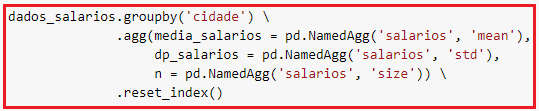 dados_salarios.groupby('cidade') \
.agg(media_salarios = pd.NamedAgg('salarios', 'mean'),
dp_salarios = pd.NamedAgg('salarios', 'std'),
n = pd.NamedAgg('salarios', 'size')) \
.reset_index()